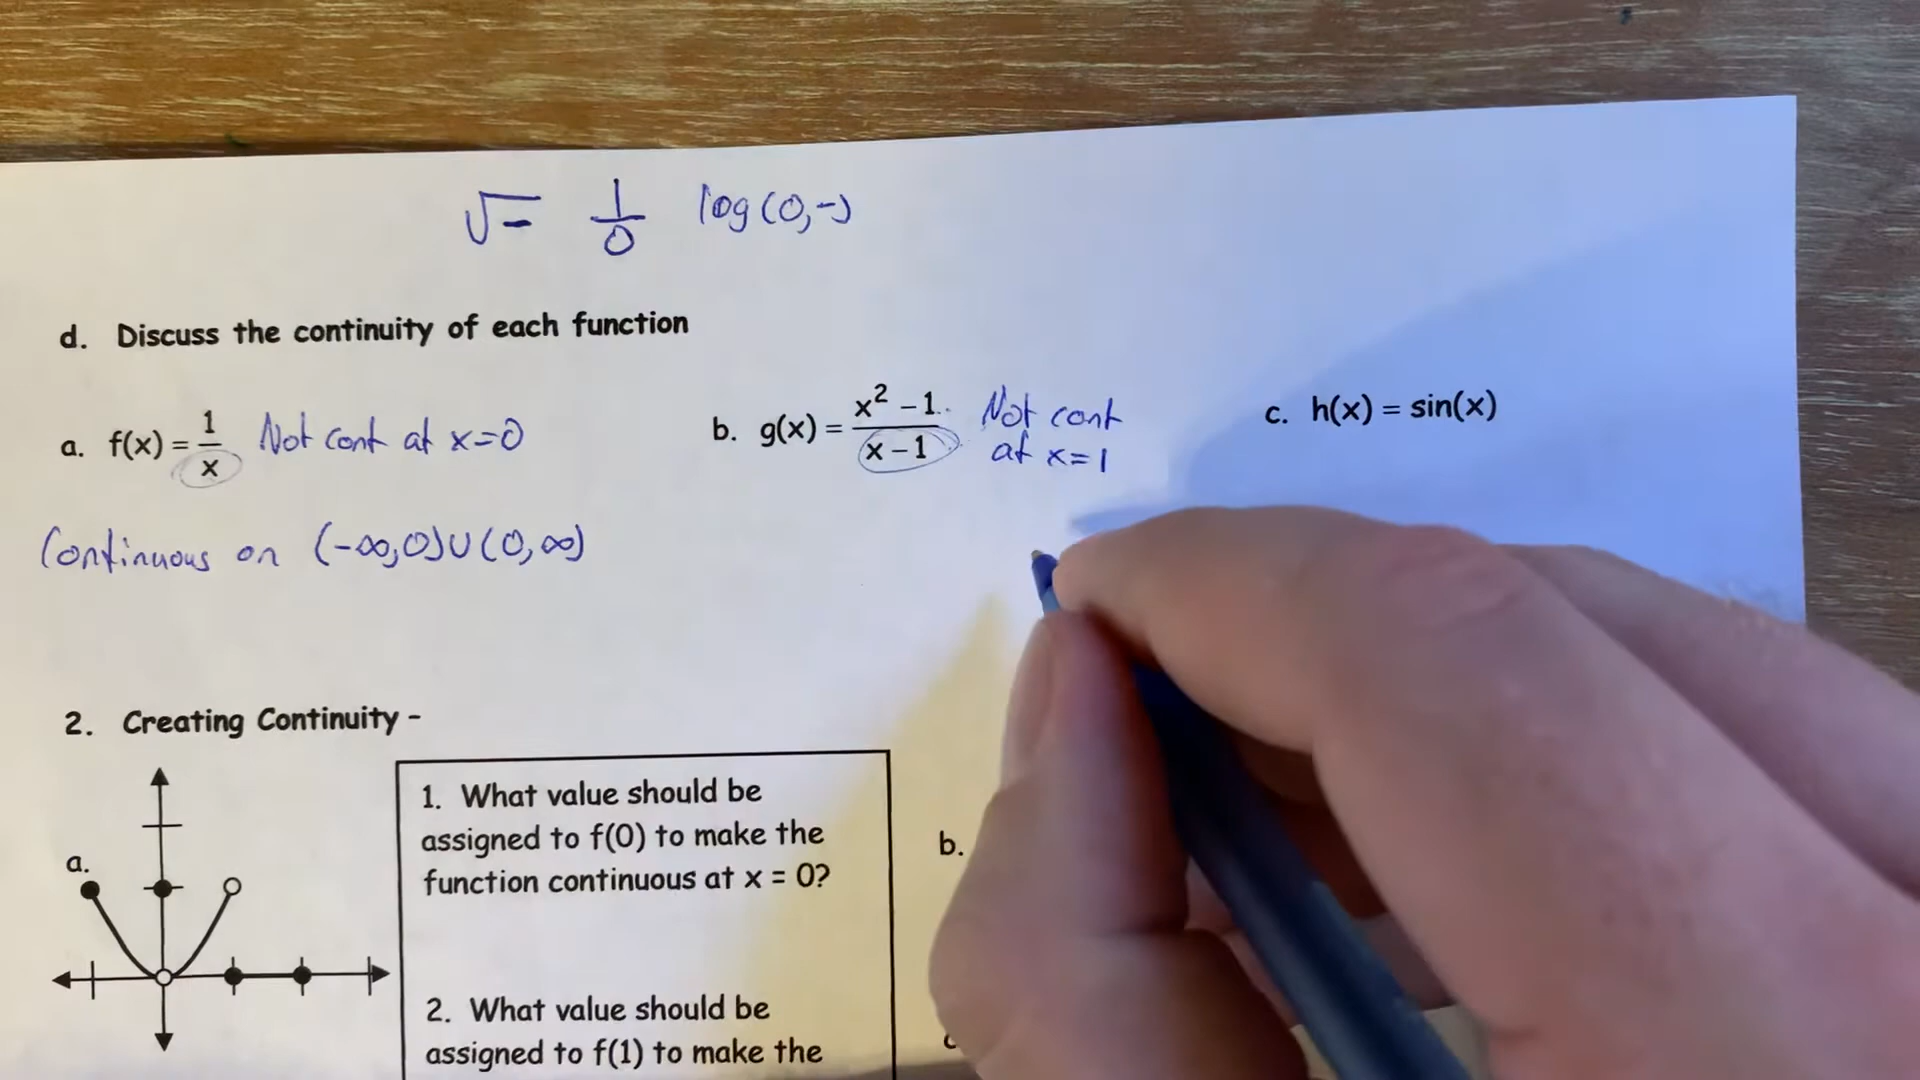 √- 1/0 log(0,-)
d. Discuss the continuity of each function
a. f(x) = 1/x Not cont at x=0
b. g(x) = (x² - 1)/(x - 1) Not cont
at x=1
c. h(x) = sin(x)
Continuous on (-∞,0)∪(0,∞)
2. Creating Continuity -
a.
1. What value should be
assigned to f(0) to make the
function continuous at x = 0?
2. What value should be
assigned to f(1) to make the
b.